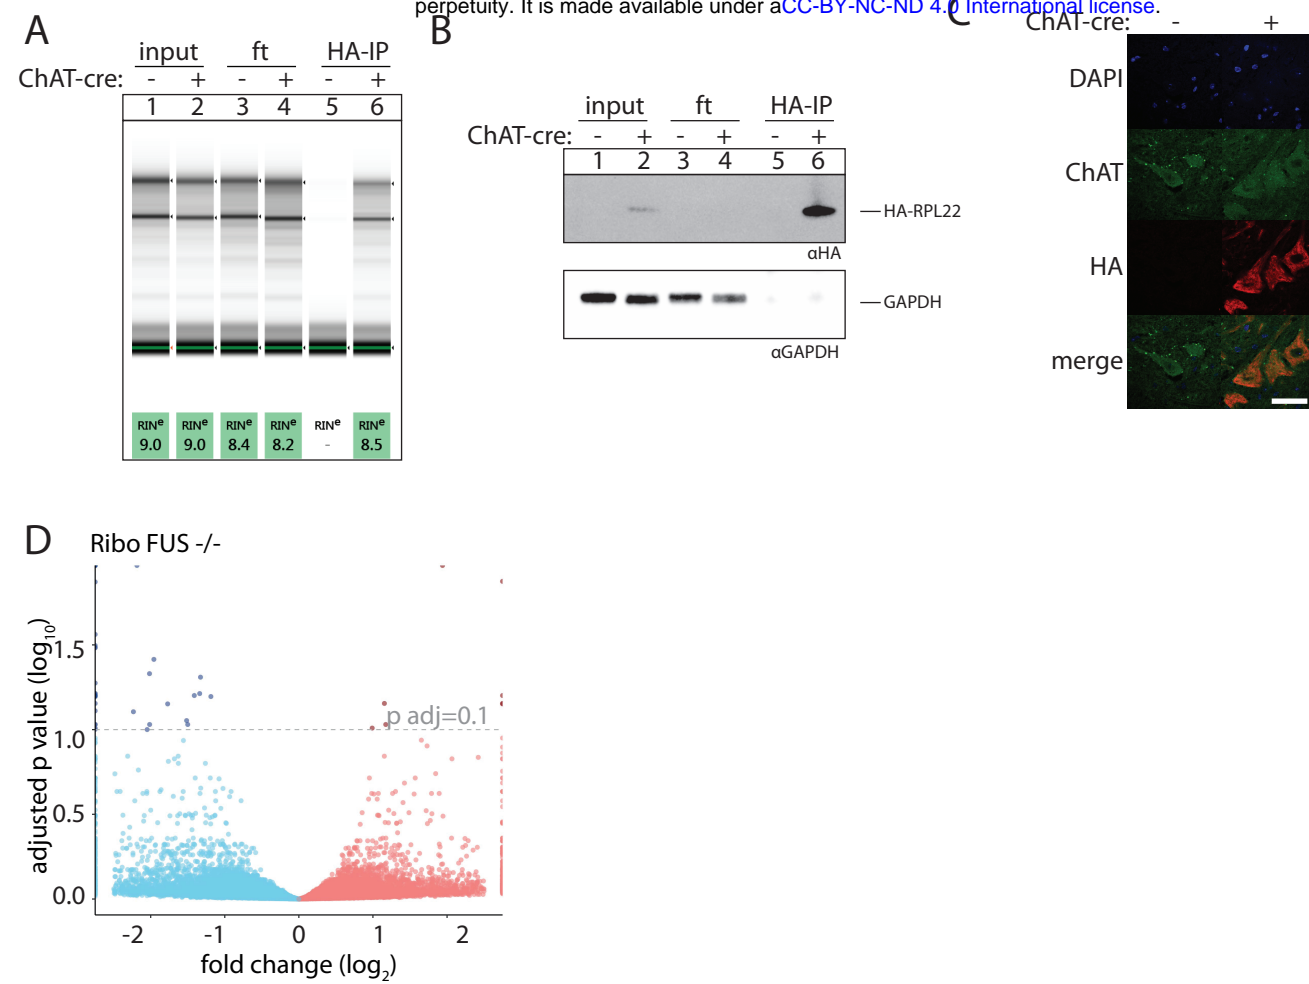 perpetuity. It is made available under aCC-BY-NC-ND 4.0 International license.
A
input ft HA-IP
ChAT-cre: - + - + - +
1 2 3 4 5 6
RINe RINe RINe RINe RINe RINe
9.0 9.0 8.4 8.2 - 8.5
B
input ft HA-IP
ChAT-cre: - + - + - +
1 2 3 4 5 6
HA-RPL22
αHA
GAPDH
αGAPDH
C
ChAT-cre: - +
DAPI
ChAT
HA
merge
D Ribo FUS -/-
adjusted p value (log10)
1.5
p adj=0.1
1.0
0.5
0.0
-2 -1 0 1 2
fold change (log2)